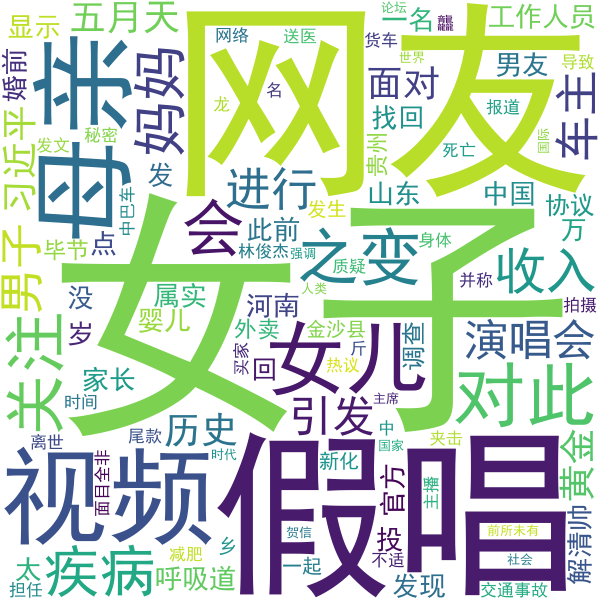 五月天
一名
论坛
龘
工作人员
显示
网络
送医
货车
世界
导致
婚前
母亲
妈妈
网友
面对
男友
车主
龙
名
报道
国际
发文
秘密
找回
死亡
习近平
中巴车
发
进行
贵州
山东
中国
协议
男子
毕节
点
会
此前
发生
之变
身体
万
林俊杰
强调
质疑
并称
收入
没
属实
河南
女子
人类
拍摄
关注
岁
婴儿
外卖
金沙县
斤
调查
演唱会
家长
买家
回
女儿
热议
对此
时间
尾款
历史
引发
主席
离世
面目全非
时代
中
国家
夹击
黄金
视频
假唱
新化
官方
主播
解清帅
减肥
乡
贺信
投
前所未有
太
疾病
呼吸道
一起
不适
社会
担任
发现
交通事故